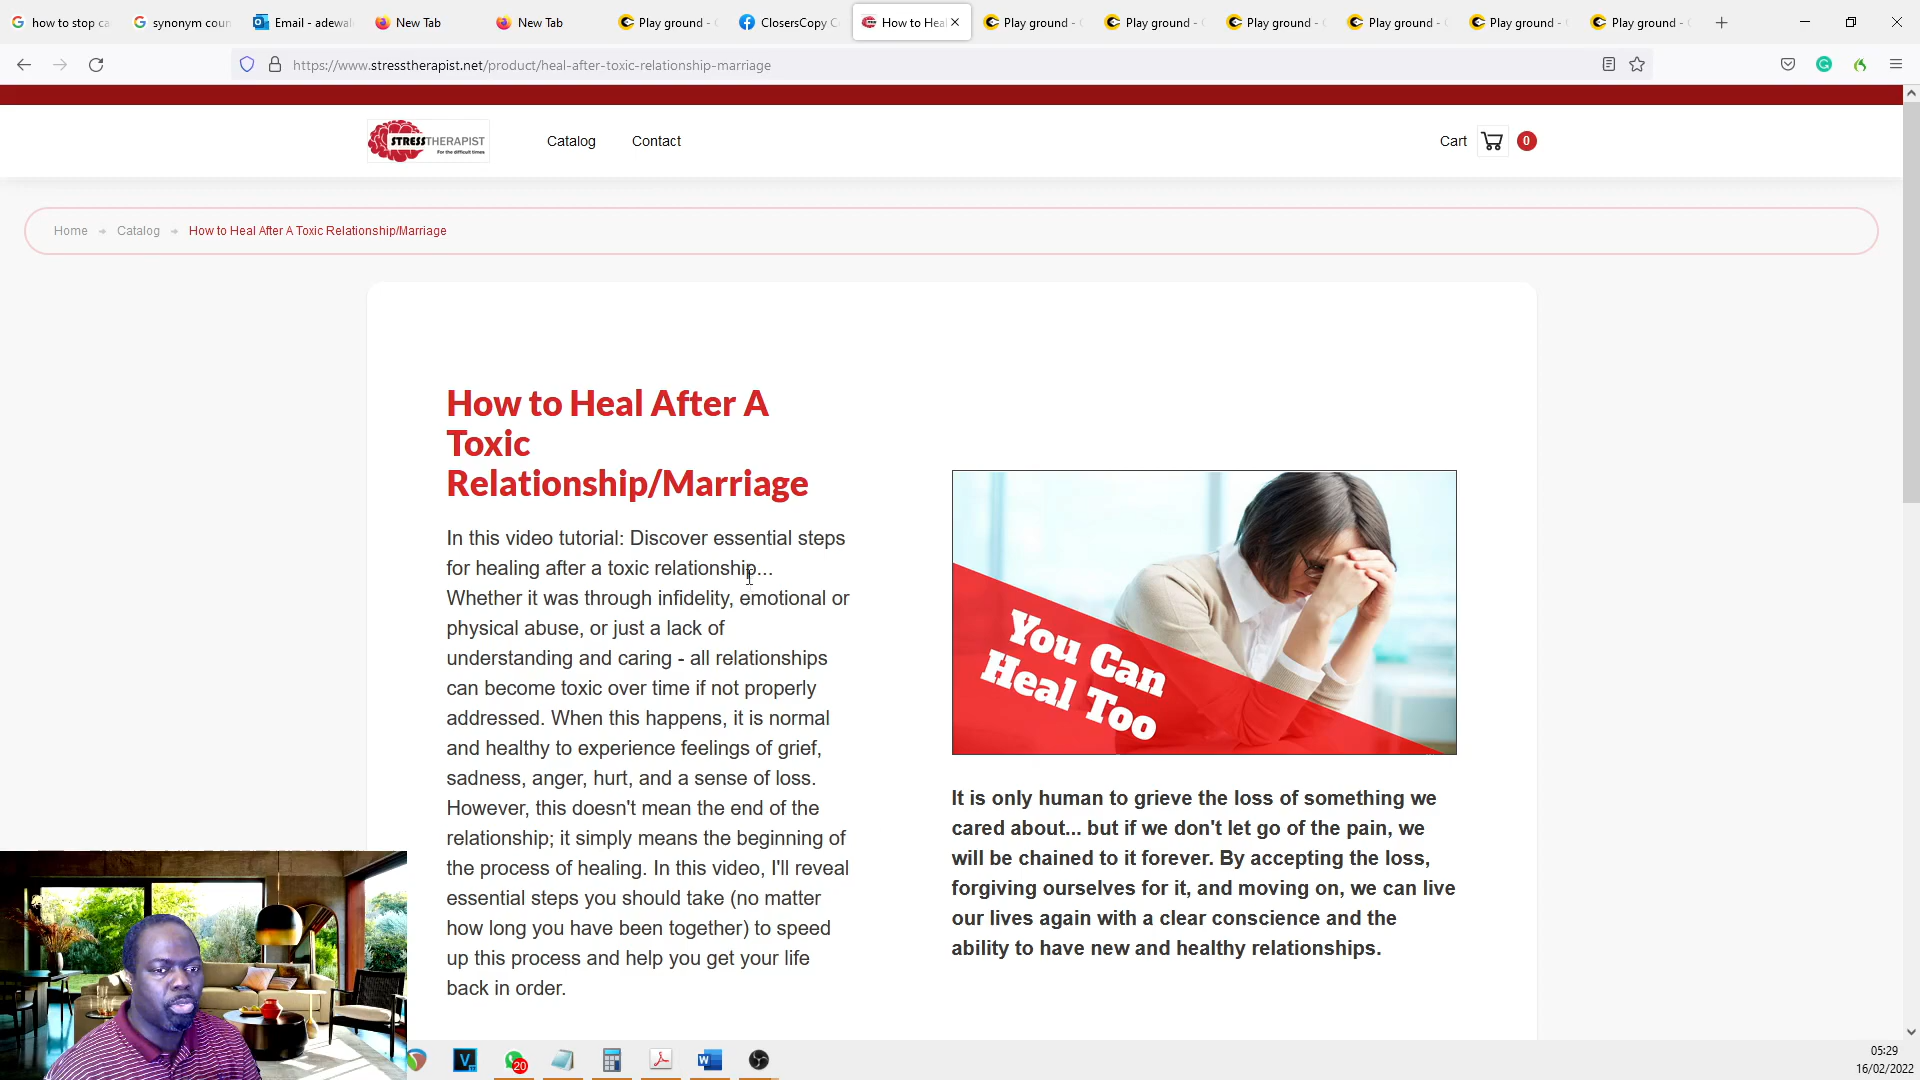 how to stop ca
synonym coun
Email - adewal
New Tab
New Tab
Play ground - C
ClosersCopy C
How to Heal
Play ground - C
Play ground - C
Play ground - C
Play ground - C
Play ground - C
Play ground - C
https://www.stresstherapist.net/product/heal-after-toxic-relationship-marriage
STRESSTHERAPIST
For the difficult times
Catalog
Contact
Cart
0
Home
Catalog
How to Heal After A Toxic Relationship/Marriage
How to Heal After A
Toxic
Relationship/Marriage
In this video tutorial: Discover essential steps
for healing after a toxic relationship...
Whether it was through infidelity, emotional or
physical abuse, or just a lack of
understanding and caring - all relationships
can become toxic over time if not properly
addressed. When this happens, it is normal
and healthy to experience feelings of grief,
sadness, anger, hurt, and a sense of loss.
However, this doesn't mean the end of the
relationship; it simply means the beginning of
the process of healing. In this video, I'll reveal
essential steps you should take (no matter
how long you have been together) to speed
up this process and help you get your life
back in order.
You Can
Heal Too
It is only human to grieve the loss of something we
cared about... but if we don't let go of the pain, we
will be chained to it forever. By accepting the loss,
forgiving ourselves for it, and moving on, we can live
our lives again with a clear conscience and the
ability to have new and healthy relationships.
V
20
W
05:29
16/02/2022